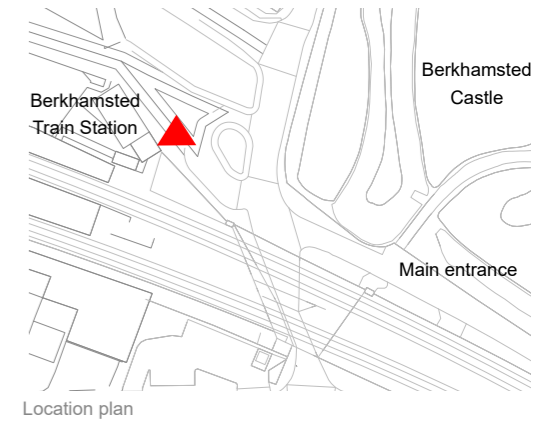 Berkhamsted
Castle
Berkhamsted
Train Station
Main entrance
Location plan